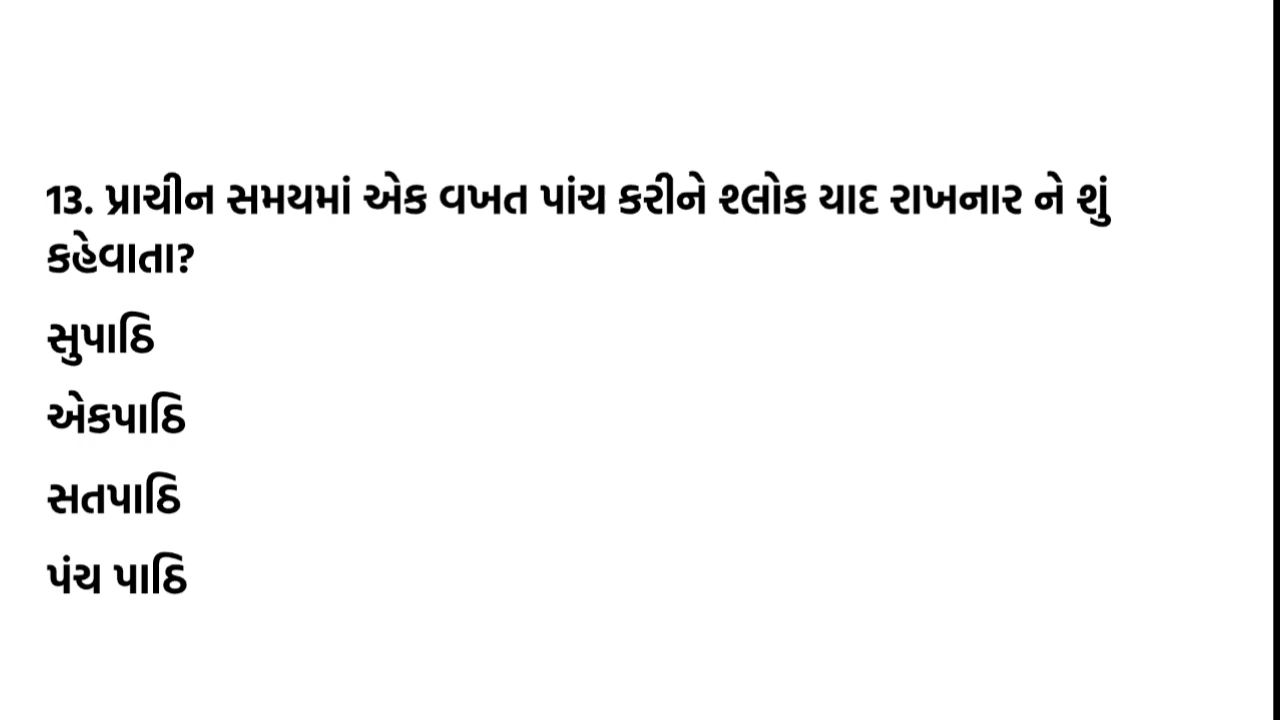 13. પ્રાચીન સમયમાં એક વખત પાંચ કરીને શ્લોક યાદ રાખનાર ને શું
કહેવાતા?
સુપાઠિ
એકપાઠિ
સતપાઠિ
પંચ પાઠિ